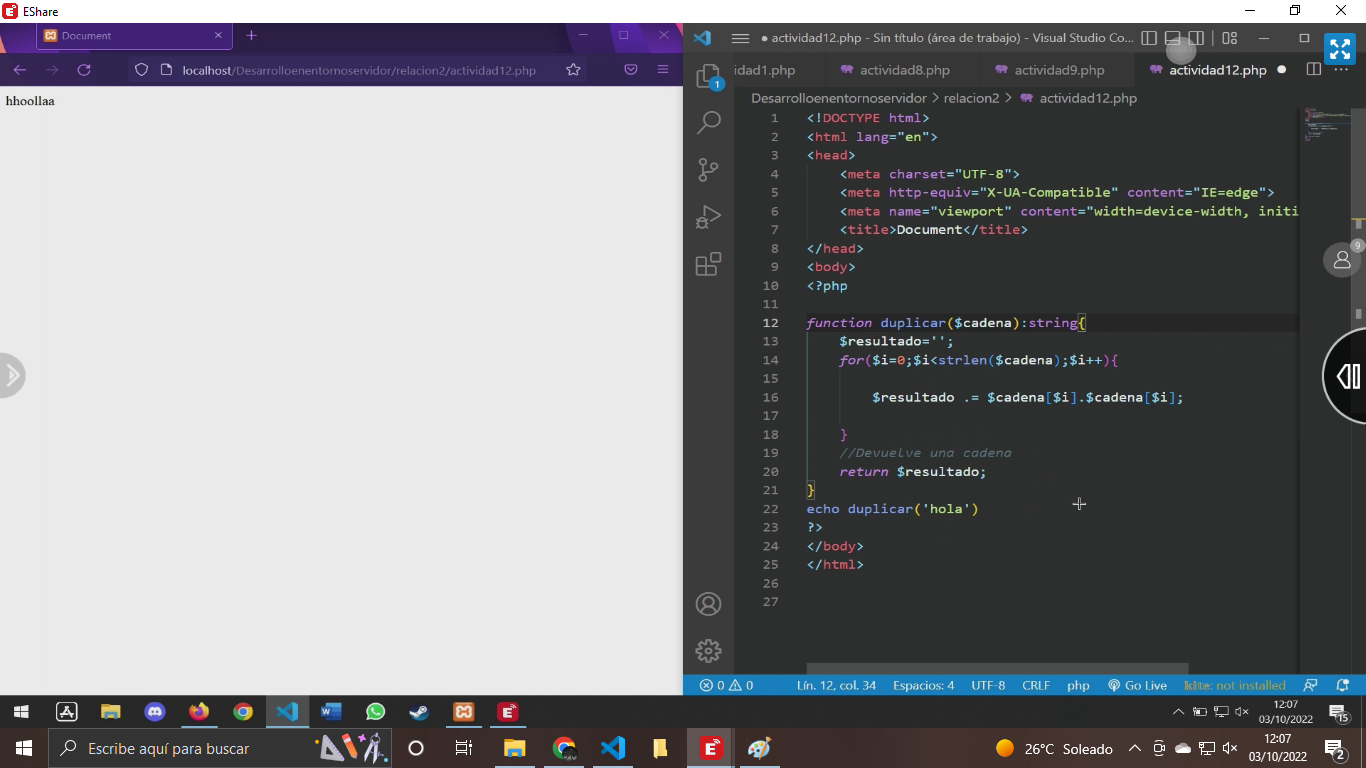 EShare
Document
localhost/Desarrolloenentornoservidor/relacion2/actividad12.php
hhoollaa
actividad12.php - Sin título (área de trabajo) - Visual Studio Co...
idad1.php actividad8.php actividad9.php actividad12.php
1
Desarrolloenentornoservidor > relacion2 > actividad12.php
1 <!DOCTYPE html>
2 <html lang="en">
3 <head>
4 <meta charset="UTF-8">
5 <meta http-equiv="X-UA-Compatible" content="IE=edge">
6 <meta name="viewport" content="width=device-width, initi
7 <title>Document</title>
8 </head>
9 <body>
10 <?php
11
12 function duplicar($cadena):string{
13 $resultado='';
14 for($i=0;$i<strlen($cadena);$i++){
15
16 $resultado .= $cadena[$i].$cadena[$i];
17
18 }
19 //Devuelve una cadena
20 return $resultado;
21 }
22 echo duplicar('hola')
23 ?>
24 </body>
25 </html>
26
27
9
0 0 Lín. 12, col. 34 Espacios: 4 UTF-8 CRLF php Go Live kite: not installed
12:07
03/10/2022
15
Escribe aquí para buscar
26°C Soleado
12:07
03/10/2022
2